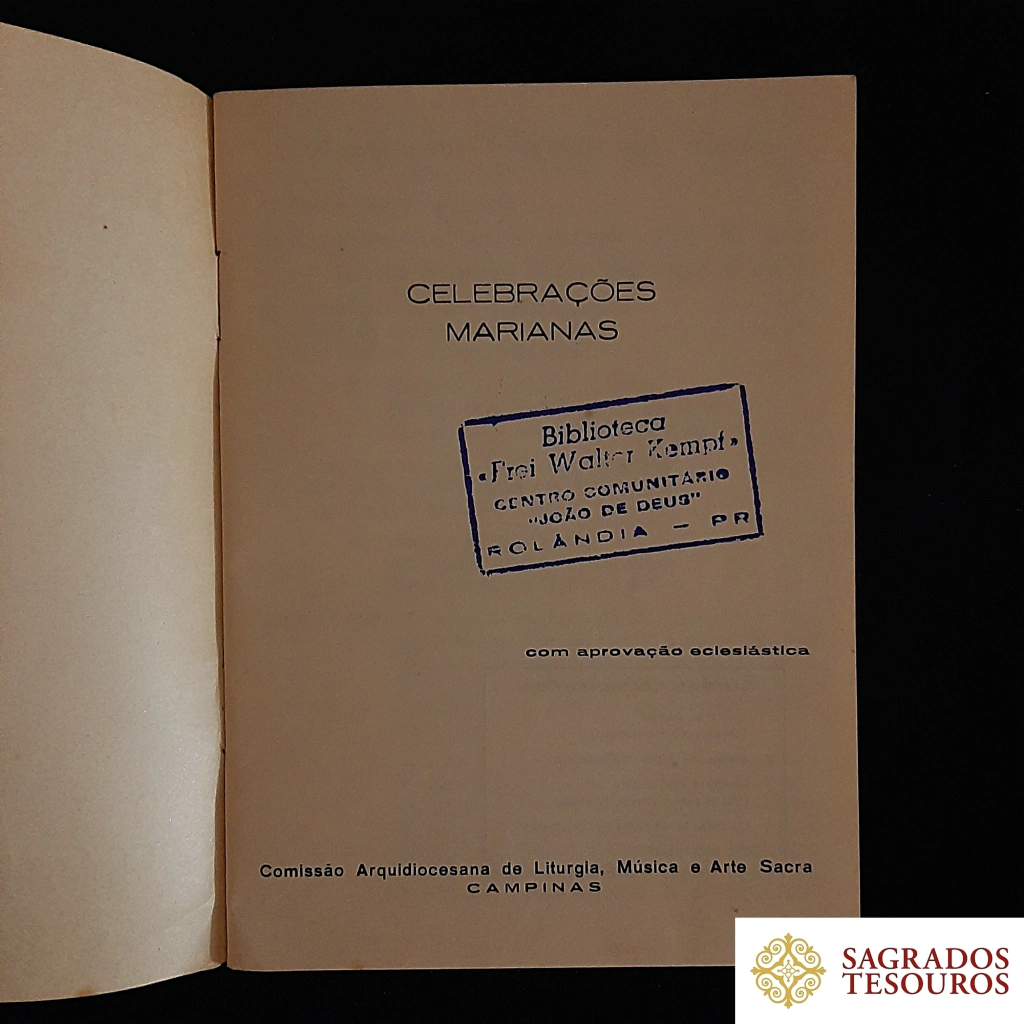 CELEBRAÇÕES
MARIANAS
Biblioteca
«Frei Walter Kempf»
CENTRO COMUNITÁRIO
"JOÃO DE DEUS"
ROLÂNDIA - PR
com aprovação eclesiástica
Comissão Arquidiocesana de Liturgia, Música e Arte Sacra
CAMPINAS
SAGRADOS
TESOUROS